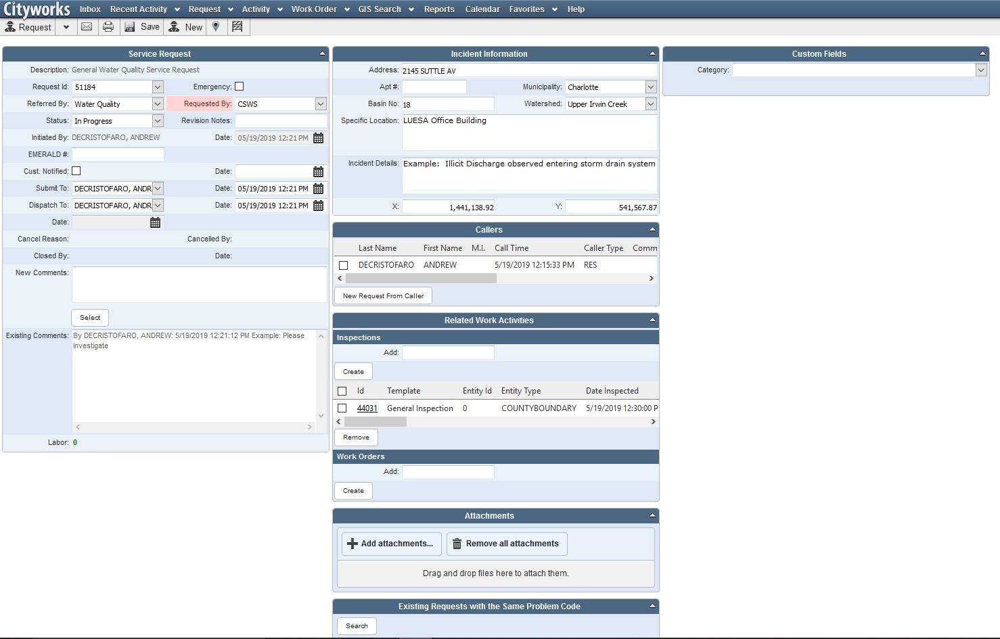 Cityworks Inbox Recent Activity Request Activity Work Order GIS Search Reports Calendar Favorites Help
Request Save New
Service Request
Description: General Water Quality Service Request
Request Id: 51184 Emergency:
Referred By: Water Quality Requested By: CSWS
Status: In Progress Revision Notes:
Initiated By: DECRISTOFARO, ANDREW Date: 05/19/2019 12:21 PM
EMERALD #:
Cust. Notified: Date:
Submit To: DECRISTOFARO, ANDR Date: 05/19/2019 12:21 PM
Dispatch To: DECRISTOFARO, ANDR Date: 05/19/2019 12:21 PM
Date:
Cancel Reason: Cancelled By:
Closed By: Date:
New Comments:
Select
Existing Comments: By DECRISTOFARO, ANDREW: 5/19/2019 12:21:12 PM Example: Please
Investigate
Labor: 0
Incident Information
Address: 2145 SUTTLE AV
Apt #: Municipality: Charlotte
Basin No: 18 Watershed: Upper Irwin Creek
Specific Location: LUESA Office Building
Incident Details: Example: Illicit Discharge observed entering storm drain system
X: 1,441,138.92 Y: 541,567.87
Callers
Last Name First Name M.I. Call Time Caller Type Comm
DECRISTOFARO ANDREW 5/19/2019 12:15:33 PM RES
New Request From Caller
Related Work Activities
Inspections
Add:
Create
Id Template Entity Id Entity Type Date Inspected
44031 General Inspection 0 COUNTYBOUNDARY 5/19/2019 12:30:00 P
Remove
Work Orders
Add:
Create
Attachments
Add attachments... Remove all attachments
Drag and drop files here to attach them.
Existing Requests with the Same Problem Code
Search
Custom Fields
Category: